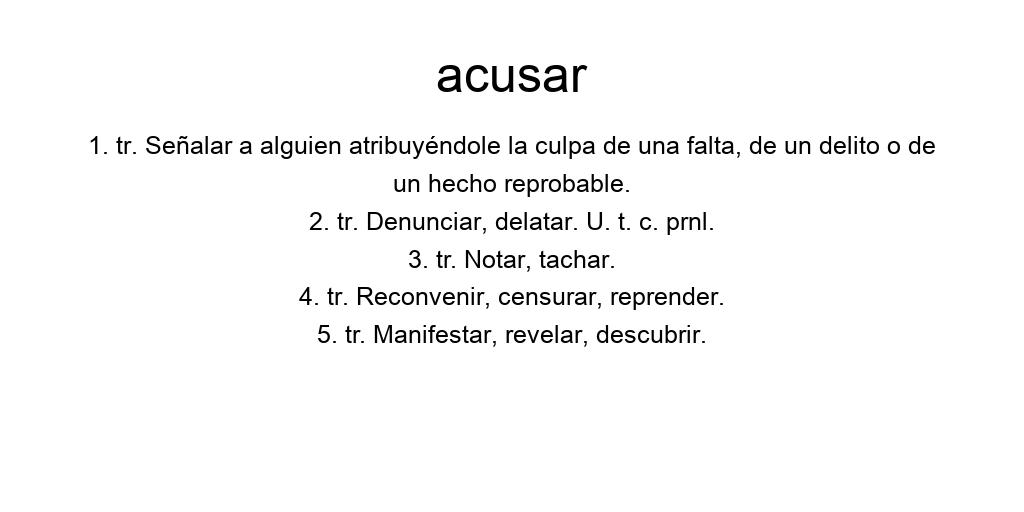 acusar
1. tr. Señalar a alguien atribuyéndole la culpa de una falta, de un delito o de
un hecho reprobable.
2. tr. Denunciar, delatar. U. t. c. prnl.
3. tr. Notar, tachar.
4. tr. Reconvenir, censurar, reprender.
5. tr. Manifestar, revelar, descubrir.